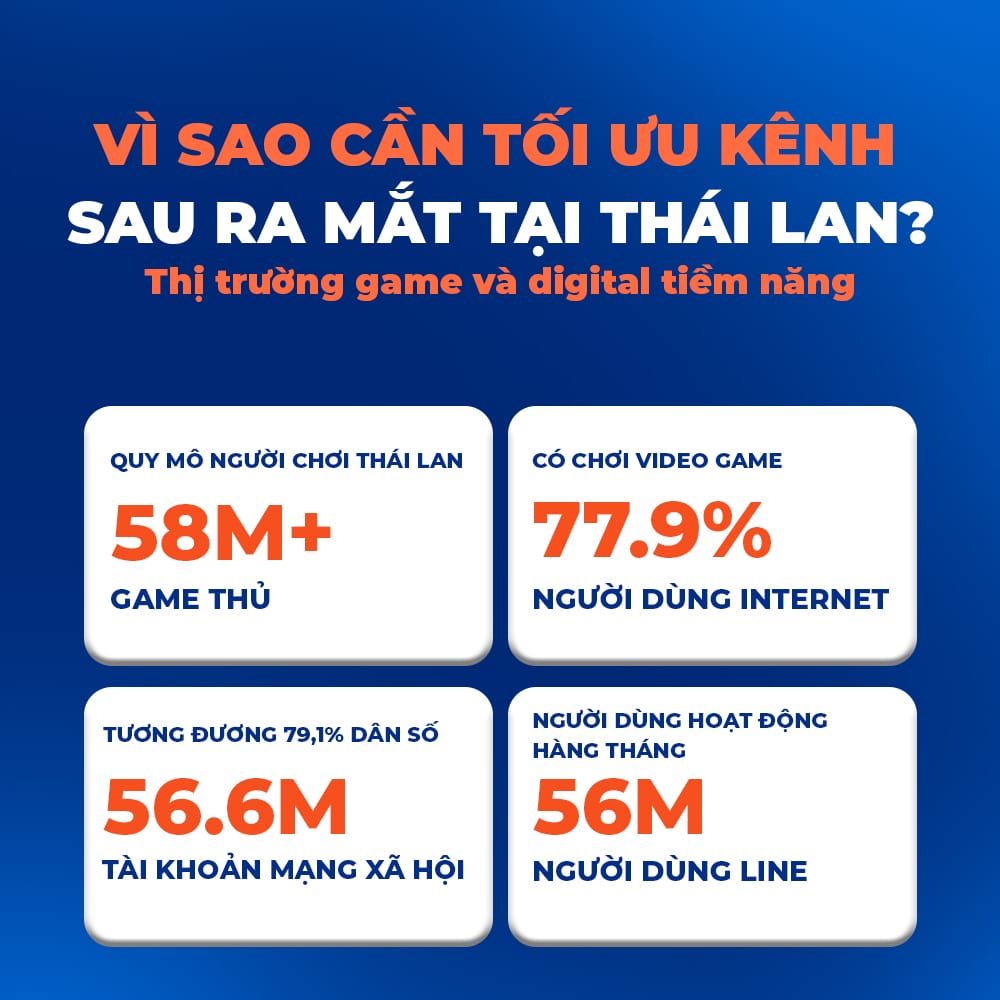 VÌ SAO CẦN TỐI ƯU KÊNH
SAU RA MẮT TẠI THÁI LAN?
Thị trường game và digital tiềm năng
QUY MÔ NGƯỜI CHƠI THÁI LAN
58M+
GAME THỦ
CÓ CHƠI VIDEO GAME
77.9%
NGƯỜI DÙNG INTERNET
TƯƠNG ĐƯƠNG 79,1% DÂN SỐ
56.6M
TÀI KHOẢN MẠNG XÃ HỘI
NGƯỜI DÙNG HOẠT ĐỘNG
HÀNG THÁNG
56M
NGƯỜI DÙNG LINE